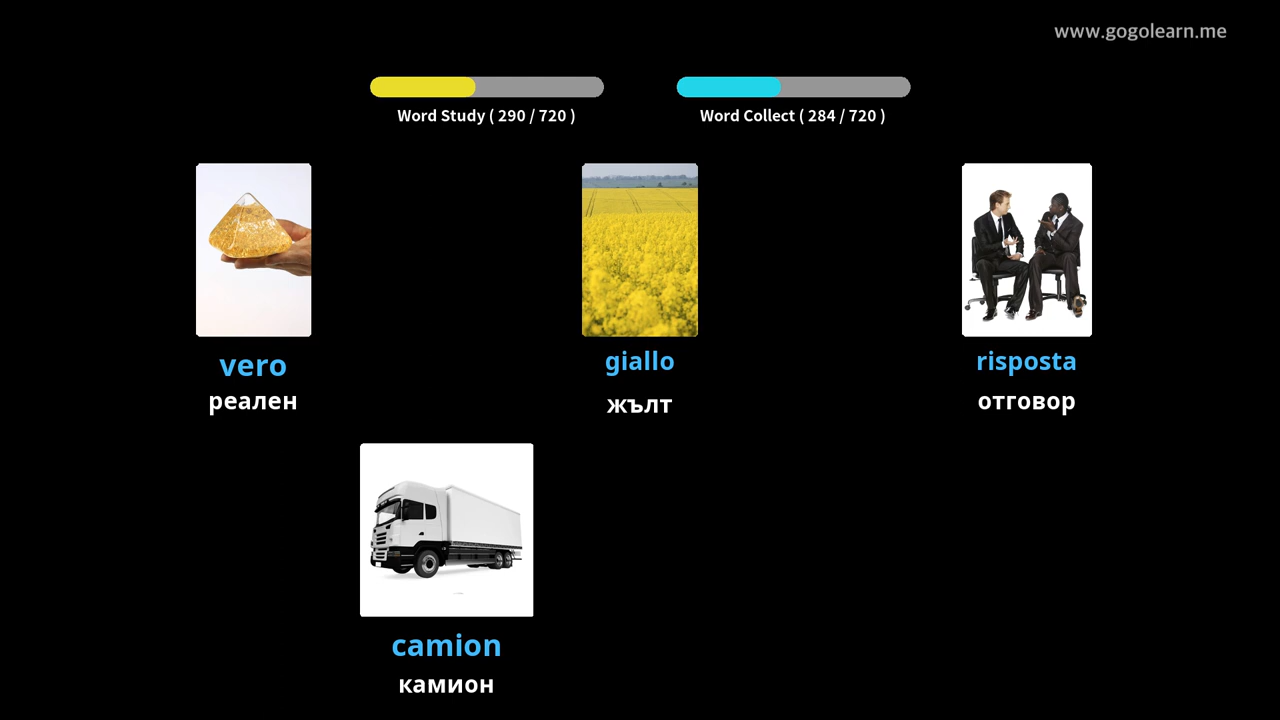 www.gogolearn.me
Word Study ( 290 / 720 )
Word Collect ( 284 / 720 )
vero
реален
giallo
жълт
risposta
отговор
camion
камион